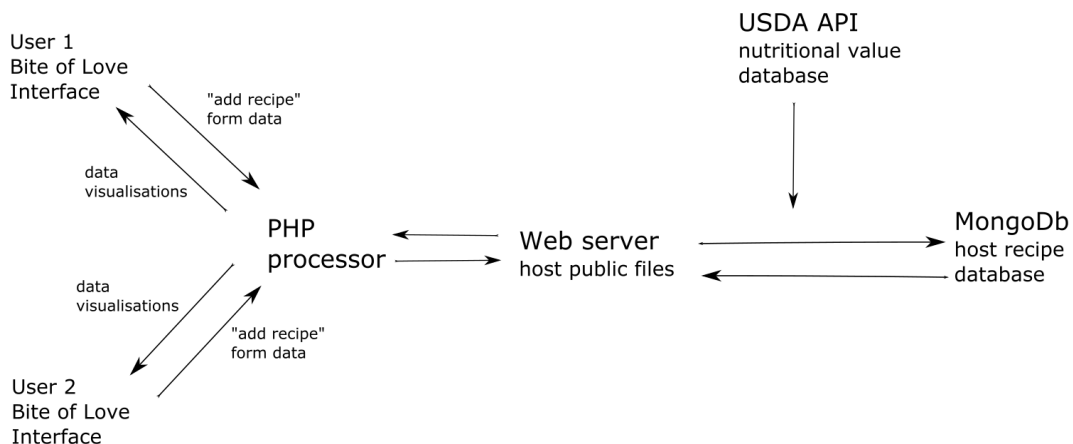 User 1
Bite of Love
Interface
"add recipe"
form data
data
visualisations
USDA API
nutritional value
database
PHP
processor
Web server
host public files
MongoDb
host recipe
database
data
visualisations
"add recipe"
form data
User 2
Bite of Love
Interface